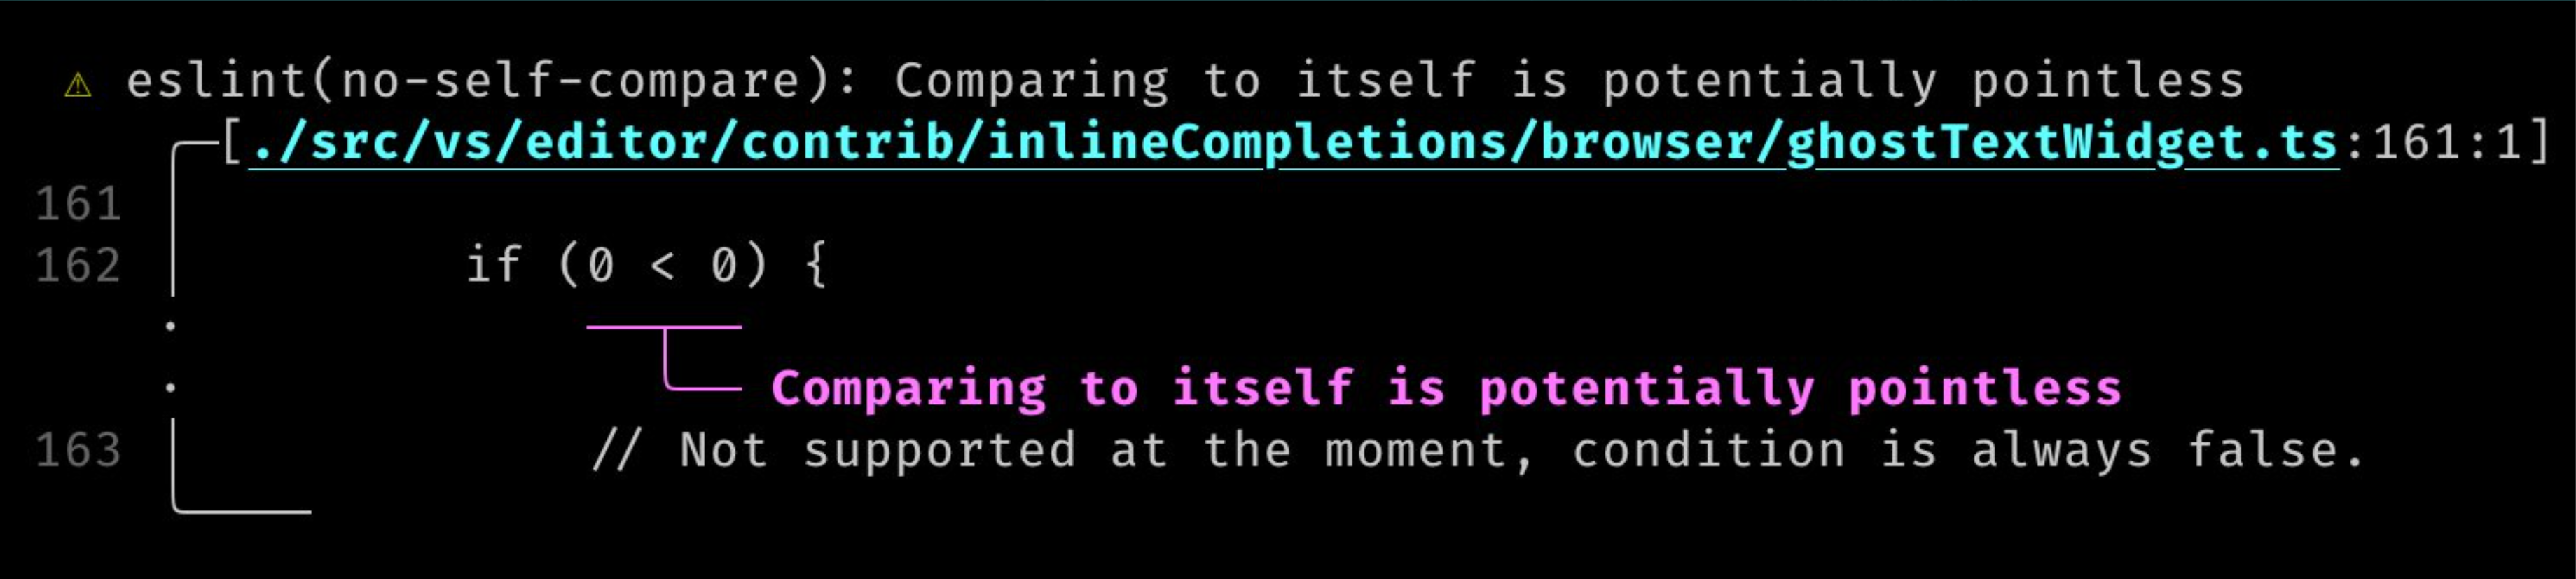 ⚠ eslint(no-self-compare): Comparing to itself is potentially pointless
╭─[./src/vs/editor/contrib/inlineCompletions/browser/ghostTextWidget.ts:161:1]
161
162 if (0 < 0) {
Comparing to itself is potentially pointless
163 // Not supported at the moment, condition is always false.